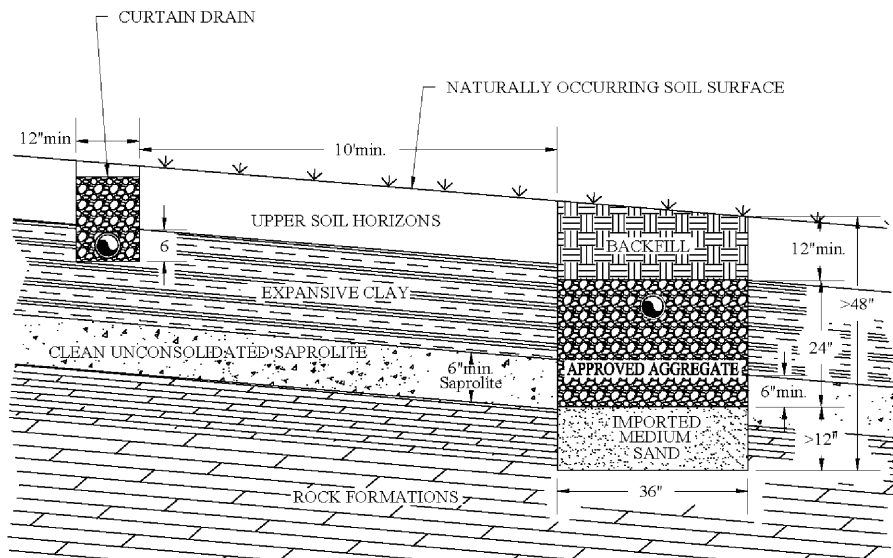 CURTAIN DRAIN
NATURALLY OCCURRING SOIL SURFACE
12"min
10'min.
UPPER SOIL HORIZONS
6
BACKFILL
12"min.
EXPANSIVE CLAY
>48"
24"
CLEAN UNCONSOLIDATED SAPROLITE
6"min.
Saprolite
APPROVED AGGREGATE
6"min.
IMPORTED
MEDIUM
SAND
>12"
ROCK FORMATIONS
36"